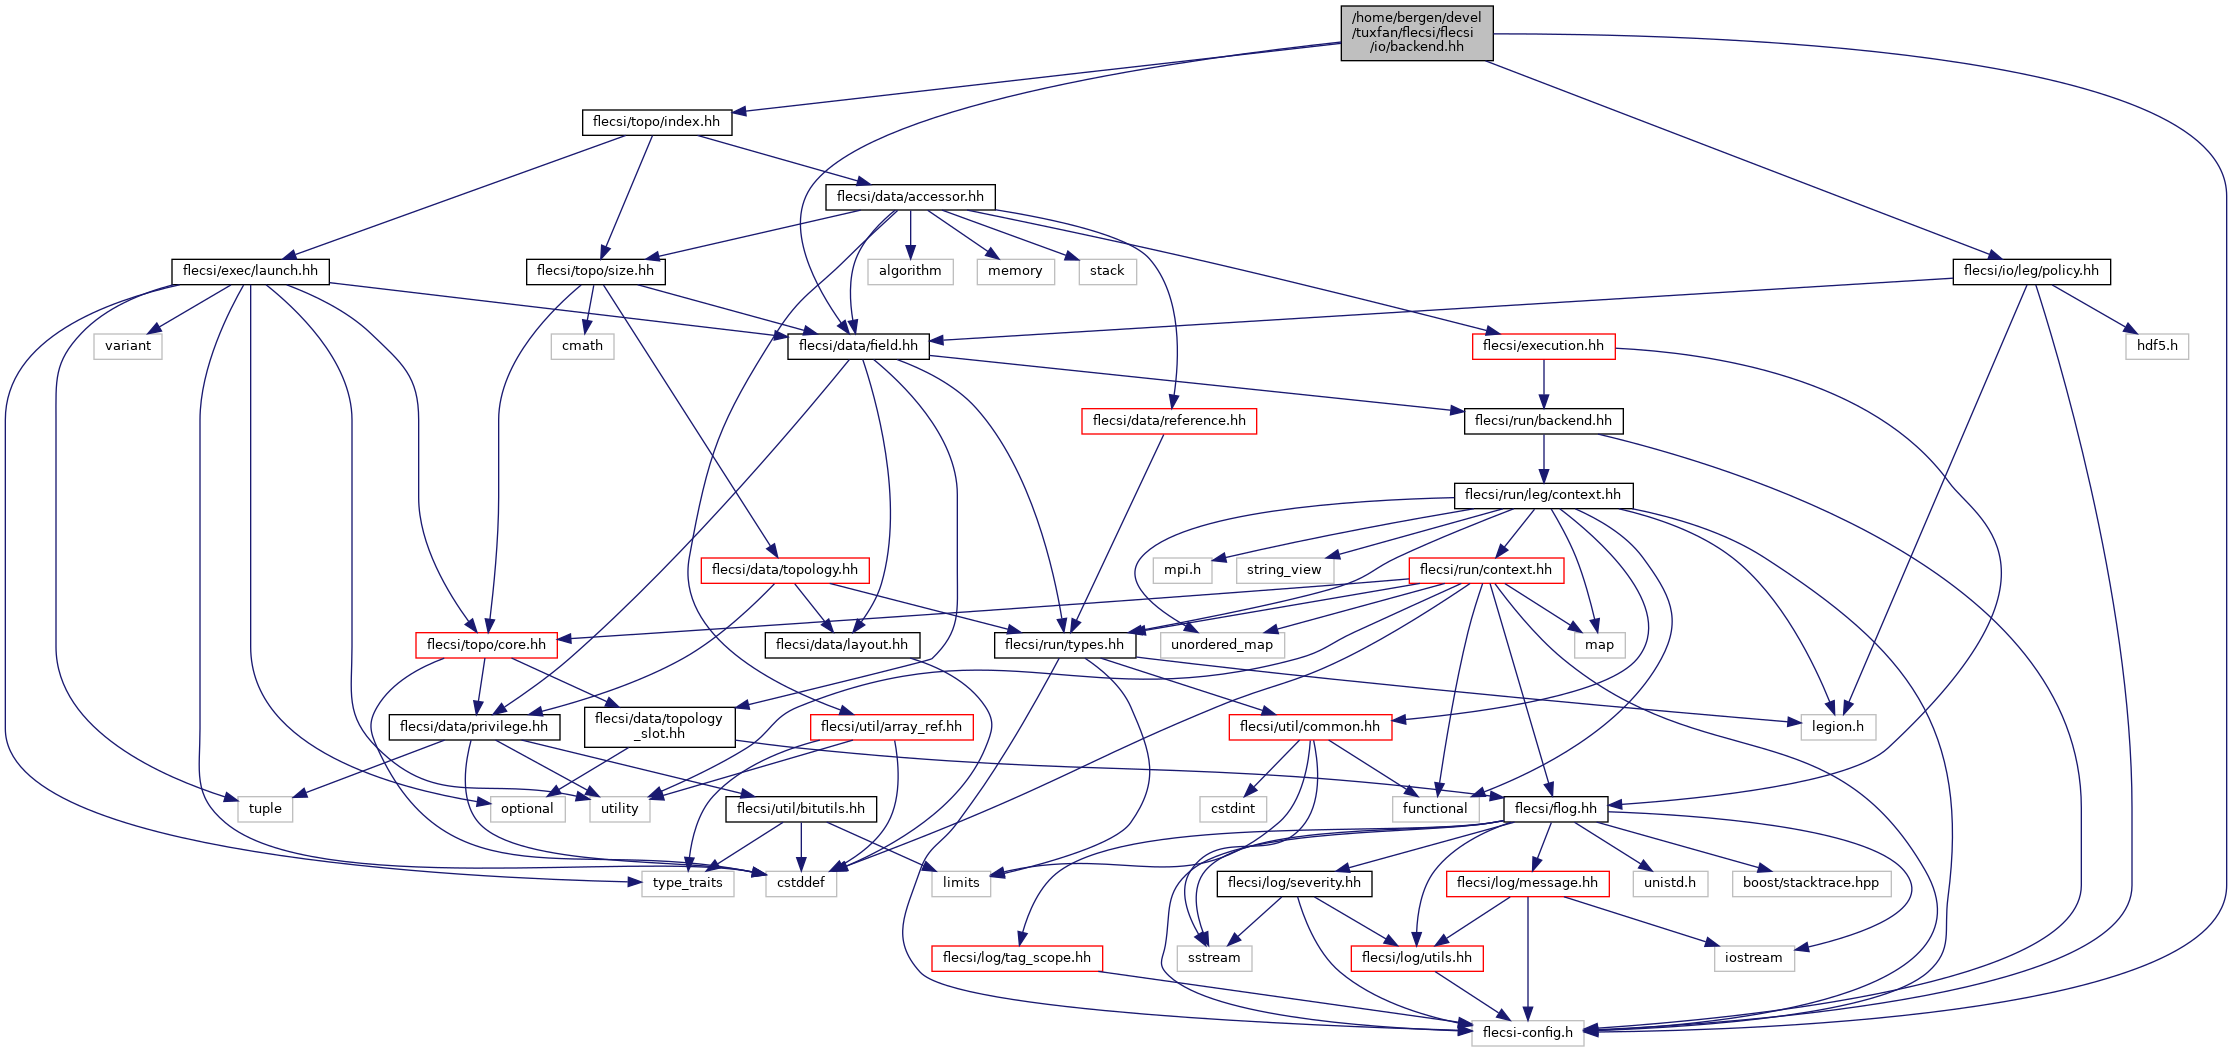 /home/bergen/devel
/tuxfan/flecsi/flecsi
/io/backend.hh
flecsi/topo/index.hh
flecsi/data/accessor.hh
flecsi/exec/launch.hh
flecsi/topo/size.hh
algorithm
memory
stack
flecsi/io/leg/policy.hh
variant
cmath
flecsi/data/field.hh
flecsi/execution.hh
hdf5.h
flecsi/data/reference.hh
flecsi/run/backend.hh
flecsi/run/leg/context.hh
flecsi/data/topology.hh
mpi.h
string_view
flecsi/run/context.hh
flecsi/topo/core.hh
flecsi/data/layout.hh
flecsi/run/types.hh
unordered_map
map
flecsi/data/privilege.hh
flecsi/data/topology
_slot.hh
flecsi/util/array_ref.hh
flecsi/util/common.hh
legion.h
tuple
optional
utility
flecsi/util/bitutils.hh
cstdint
functional
flecsi/flog.hh
type_traits
cstddef
limits
flecsi/log/severity.hh
flecsi/log/message.hh
unistd.h
boost/stacktrace.hpp
flecsi/log/tag_scope.hh
sstream
flecsi/log/utils.hh
iostream
flecsi-config.h